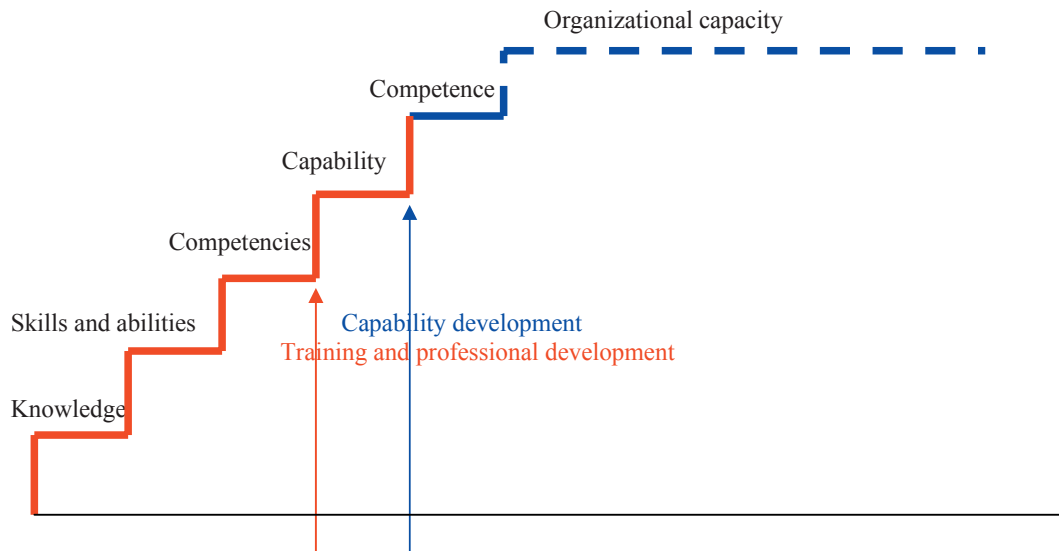 Organizational capacity
Competence
Capability
Competencies
Skills and abilities
Capability development
Training and professional development
Knowledge